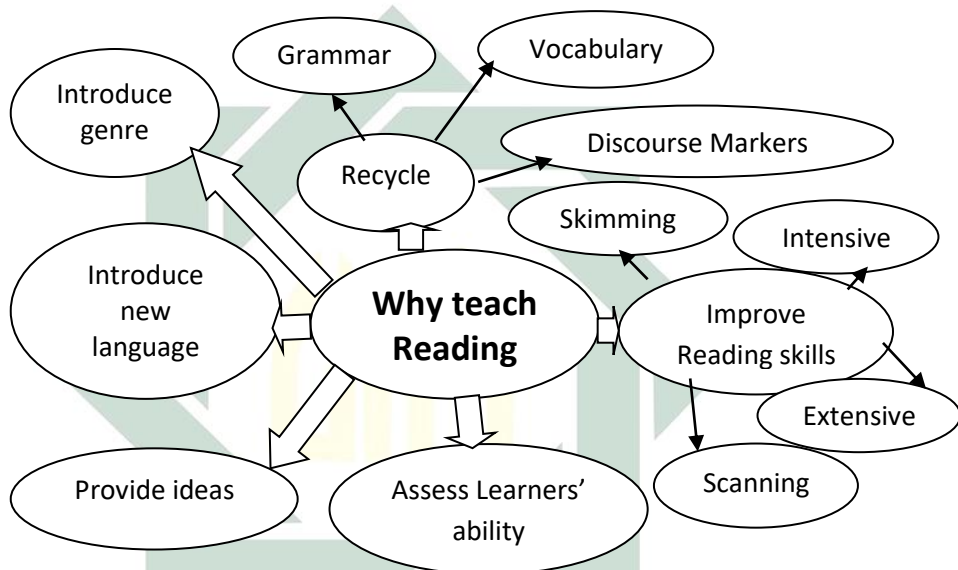 Grammar
Vocabulary
Introduce
genre
Recycle
Discourse Markers
Skimming
Intensive
Introduce
new
language
Why teach
Reading
Improve
Reading skills
Extensive
Provide ideas
Assess Learners’
ability
Scanning